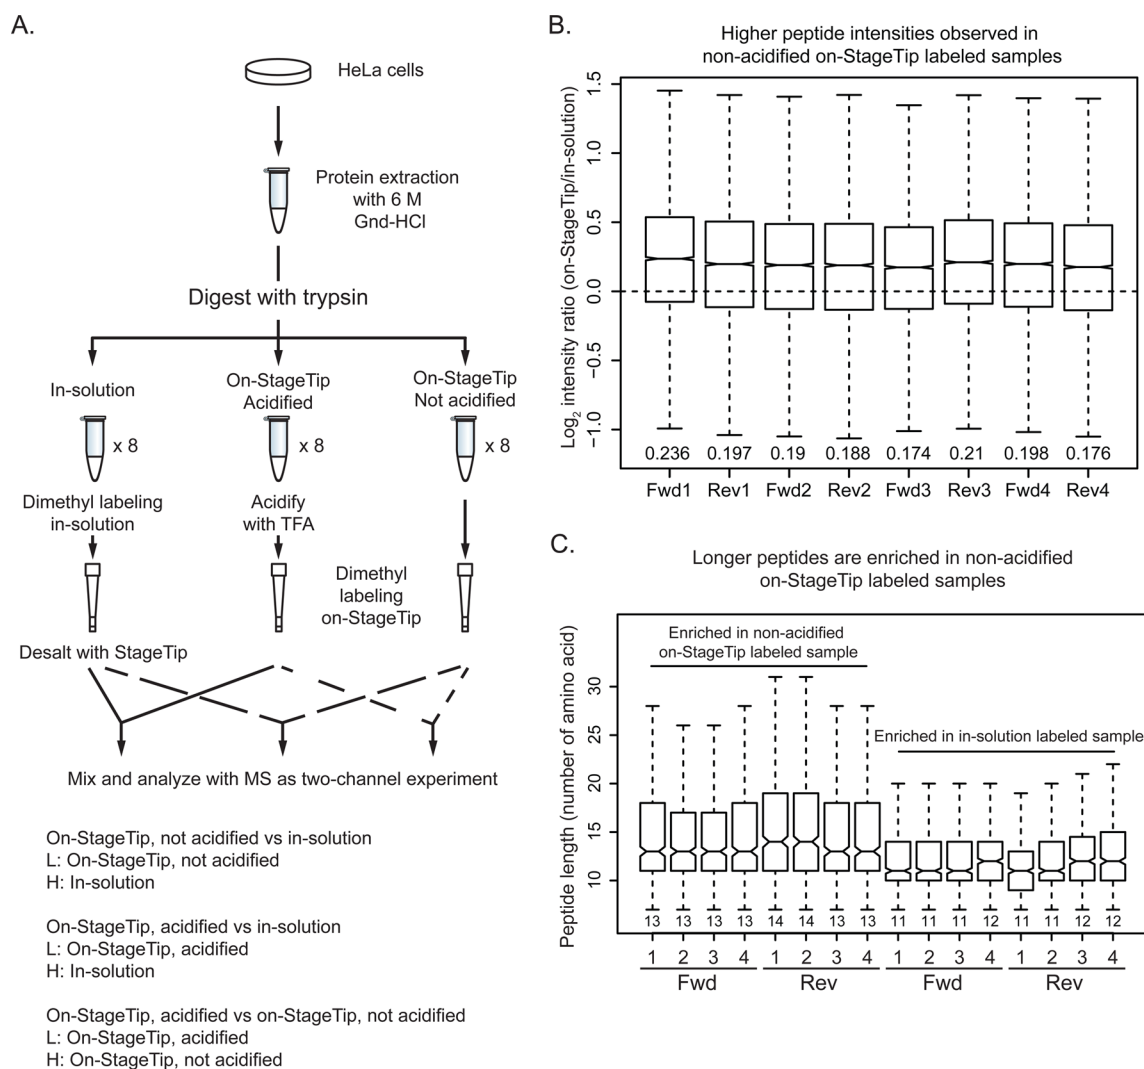 A.
HeLa cells
Protein extraction
with 6 M
Gnd-HCl
Digest with trypsin
In-solution
On-StageTip
Acidified
On-StageTip
Not acidified
x 8
x 8
x 8
Dimethyl labeling
in-solution
Acidify
with TFA
Dimethyl
labeling
on-StageTip
Desalt with StageTip
Mix and analyze with MS as two-channel experiment
On-StageTip, not acidified vs in-solution
L: On-StageTip, not acidified
H: In-solution
On-StageTip, acidified vs in-solution
L: On-StageTip, acidified
H: In-solution
On-StageTip, acidified vs on-StageTip, not acidified
L: On-StageTip, acidified
H: On-StageTip, not acidified
B.
Higher peptide intensities observed in
non-acidified on-StageTip labeled samples
Log2 intensity ratio (on-StageTip/in-solution)
1.5
1.0
0.5
0.0
−0.5
−1.0
0.236 0.197 0.19 0.188 0.174 0.21 0.198 0.176
Fwd1 Rev1 Fwd2 Rev2 Fwd3 Rev3 Fwd4 Rev4
C.
Longer peptides are enriched in non-acidified
on-StageTip labeled samples
Peptide length (number of amino acid)
30
25
20
15
10
Enriched in non-acidified
on-StageTip labeled sample
Enriched in in-solution labeled sample
13 13 13 13 14 14 13 13 11 11 11 12 11 11 12 12
1 2 3 4 1 2 3 4 1 2 3 4 1 2 3 4
Fwd Rev Fwd Rev